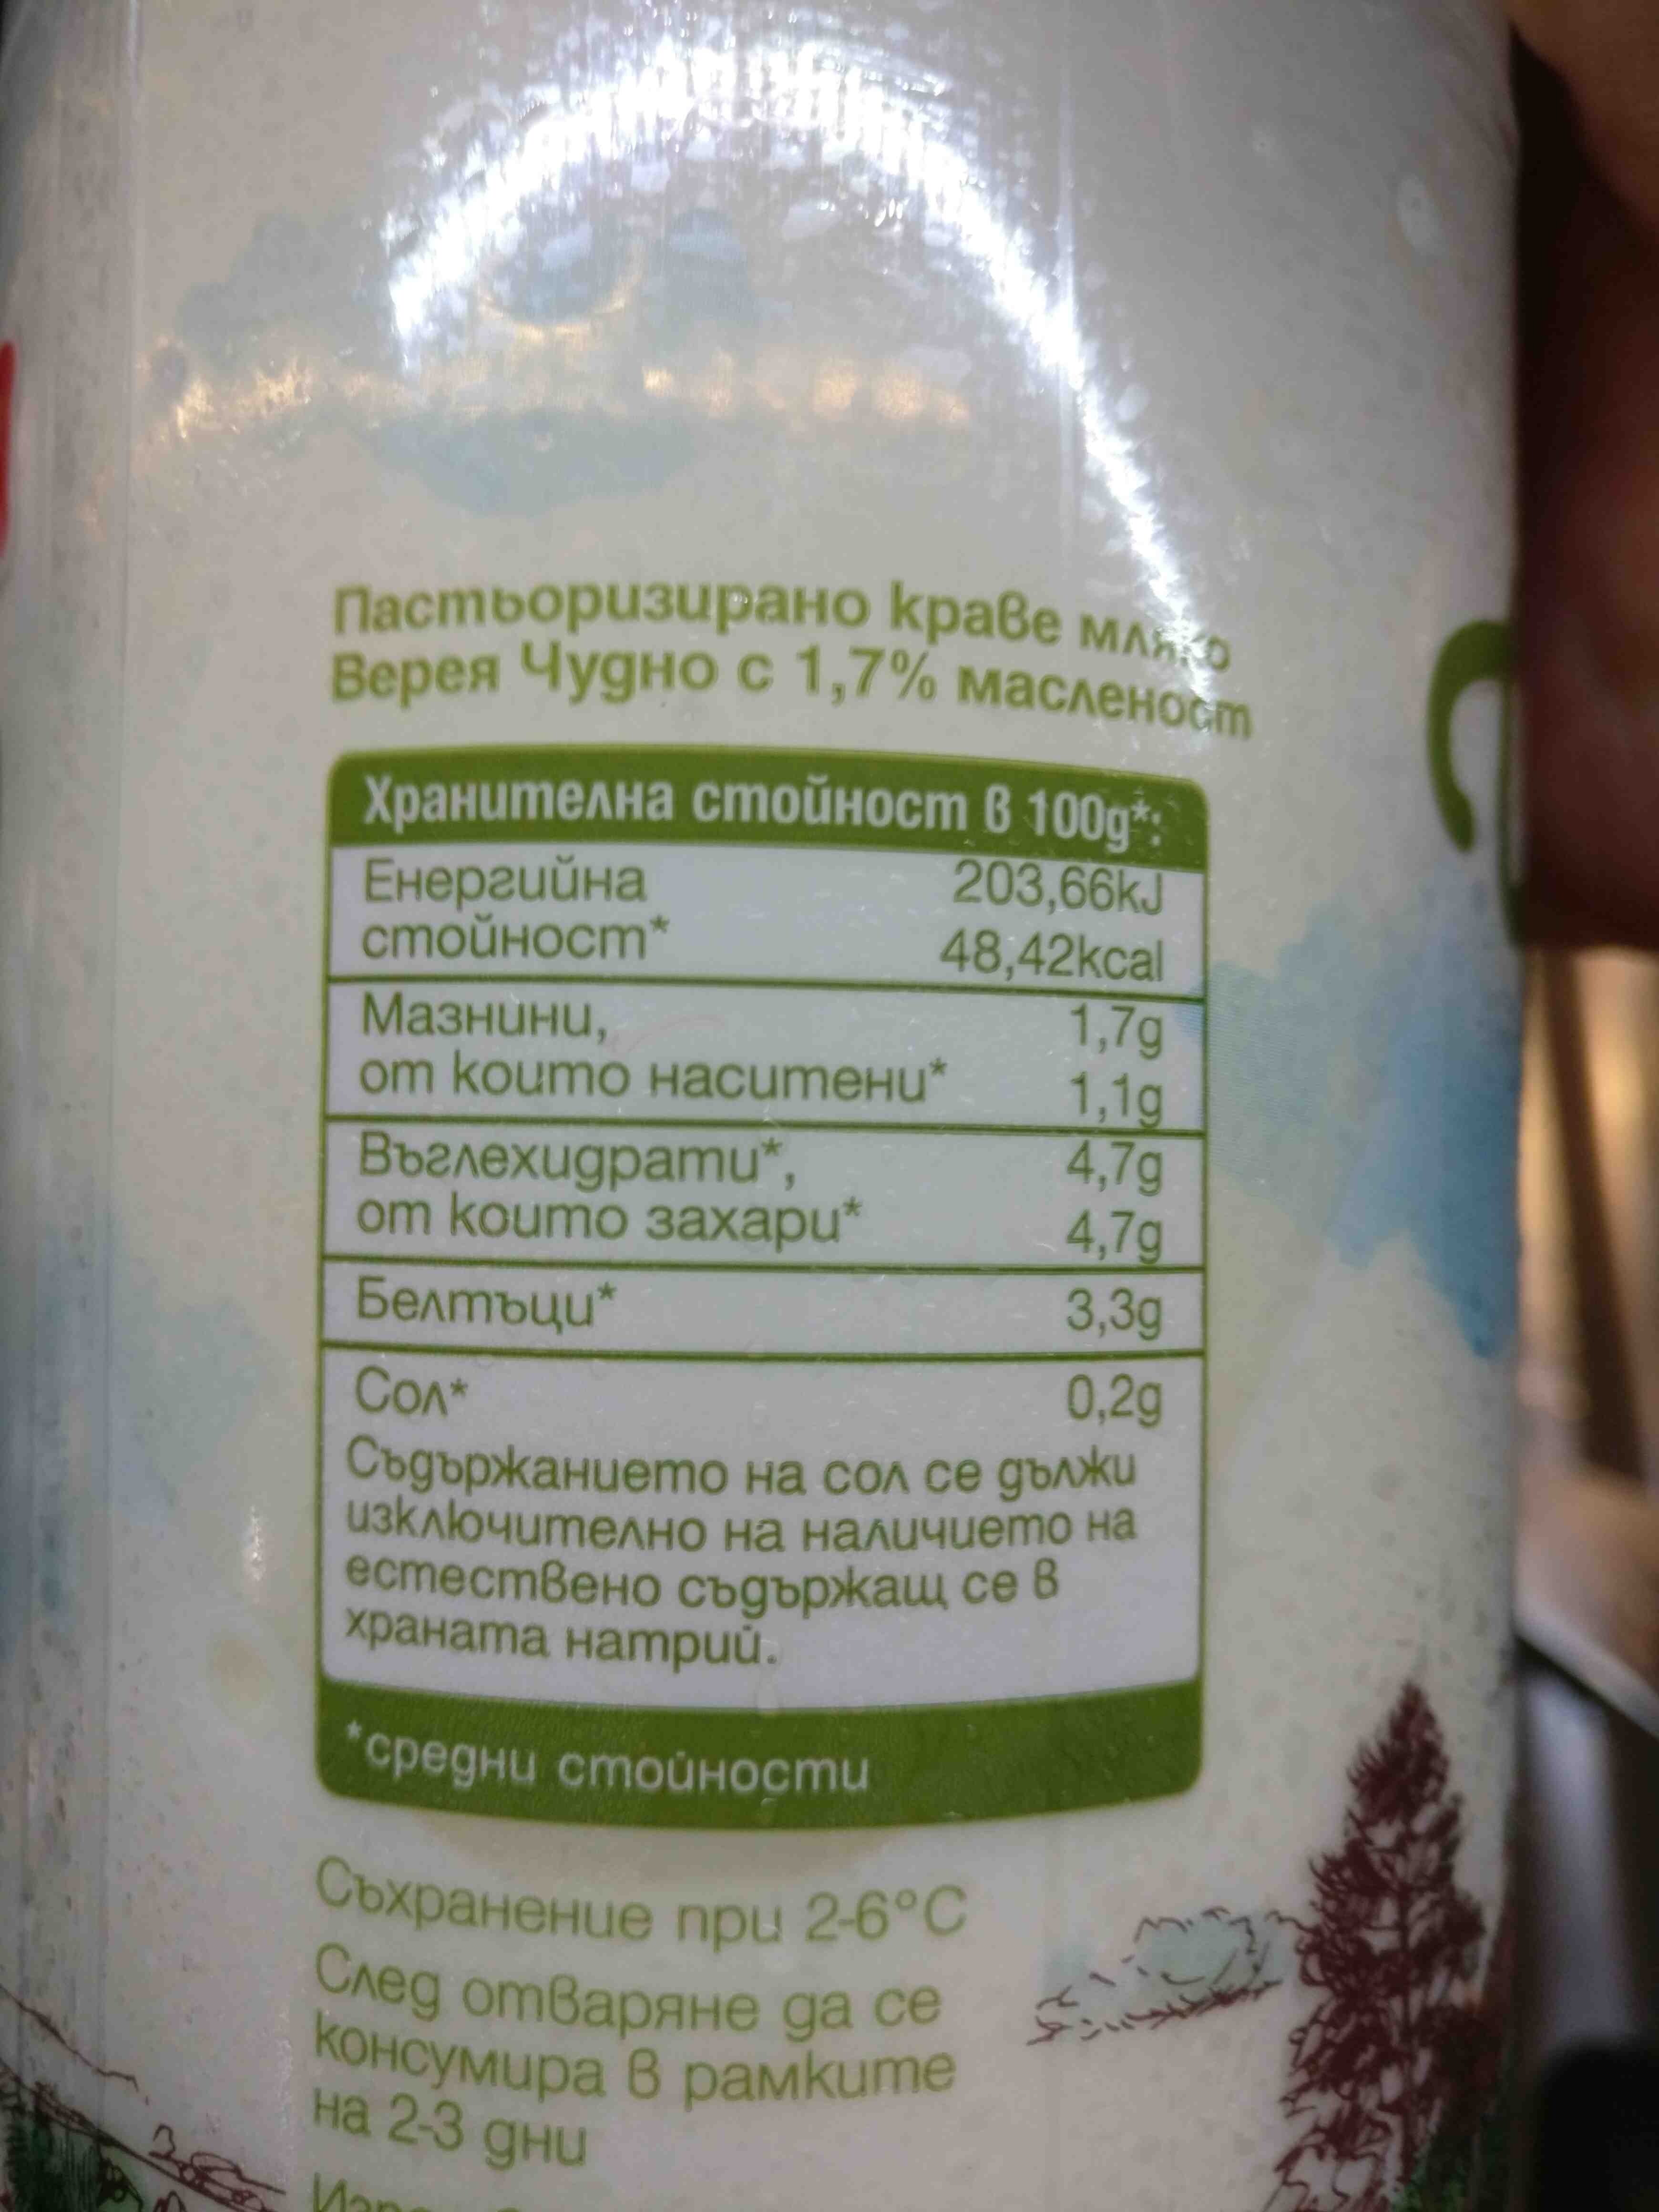 Пастьоризирано краве мляко
Верея Чудно с 1,7% масленост
Хранителна стойност в 100g*:
Енергийна 203,66kJ
стойност* 48,42kcal
Мазнини, 1,7g
от които наситени* 1,1g
Въглехидрати*, 4,7g
от които захари* 4,7g
Белтъци* 3,3g
Сол* 0,2g
Съдържанието на сол се дължи
изключително на наличието на
естествено съдържащ се в
храната натрий.
*средни стойности
Съхранение при 2-6°C
След отваряне да се
консумира в рамките
на 2-3 дни